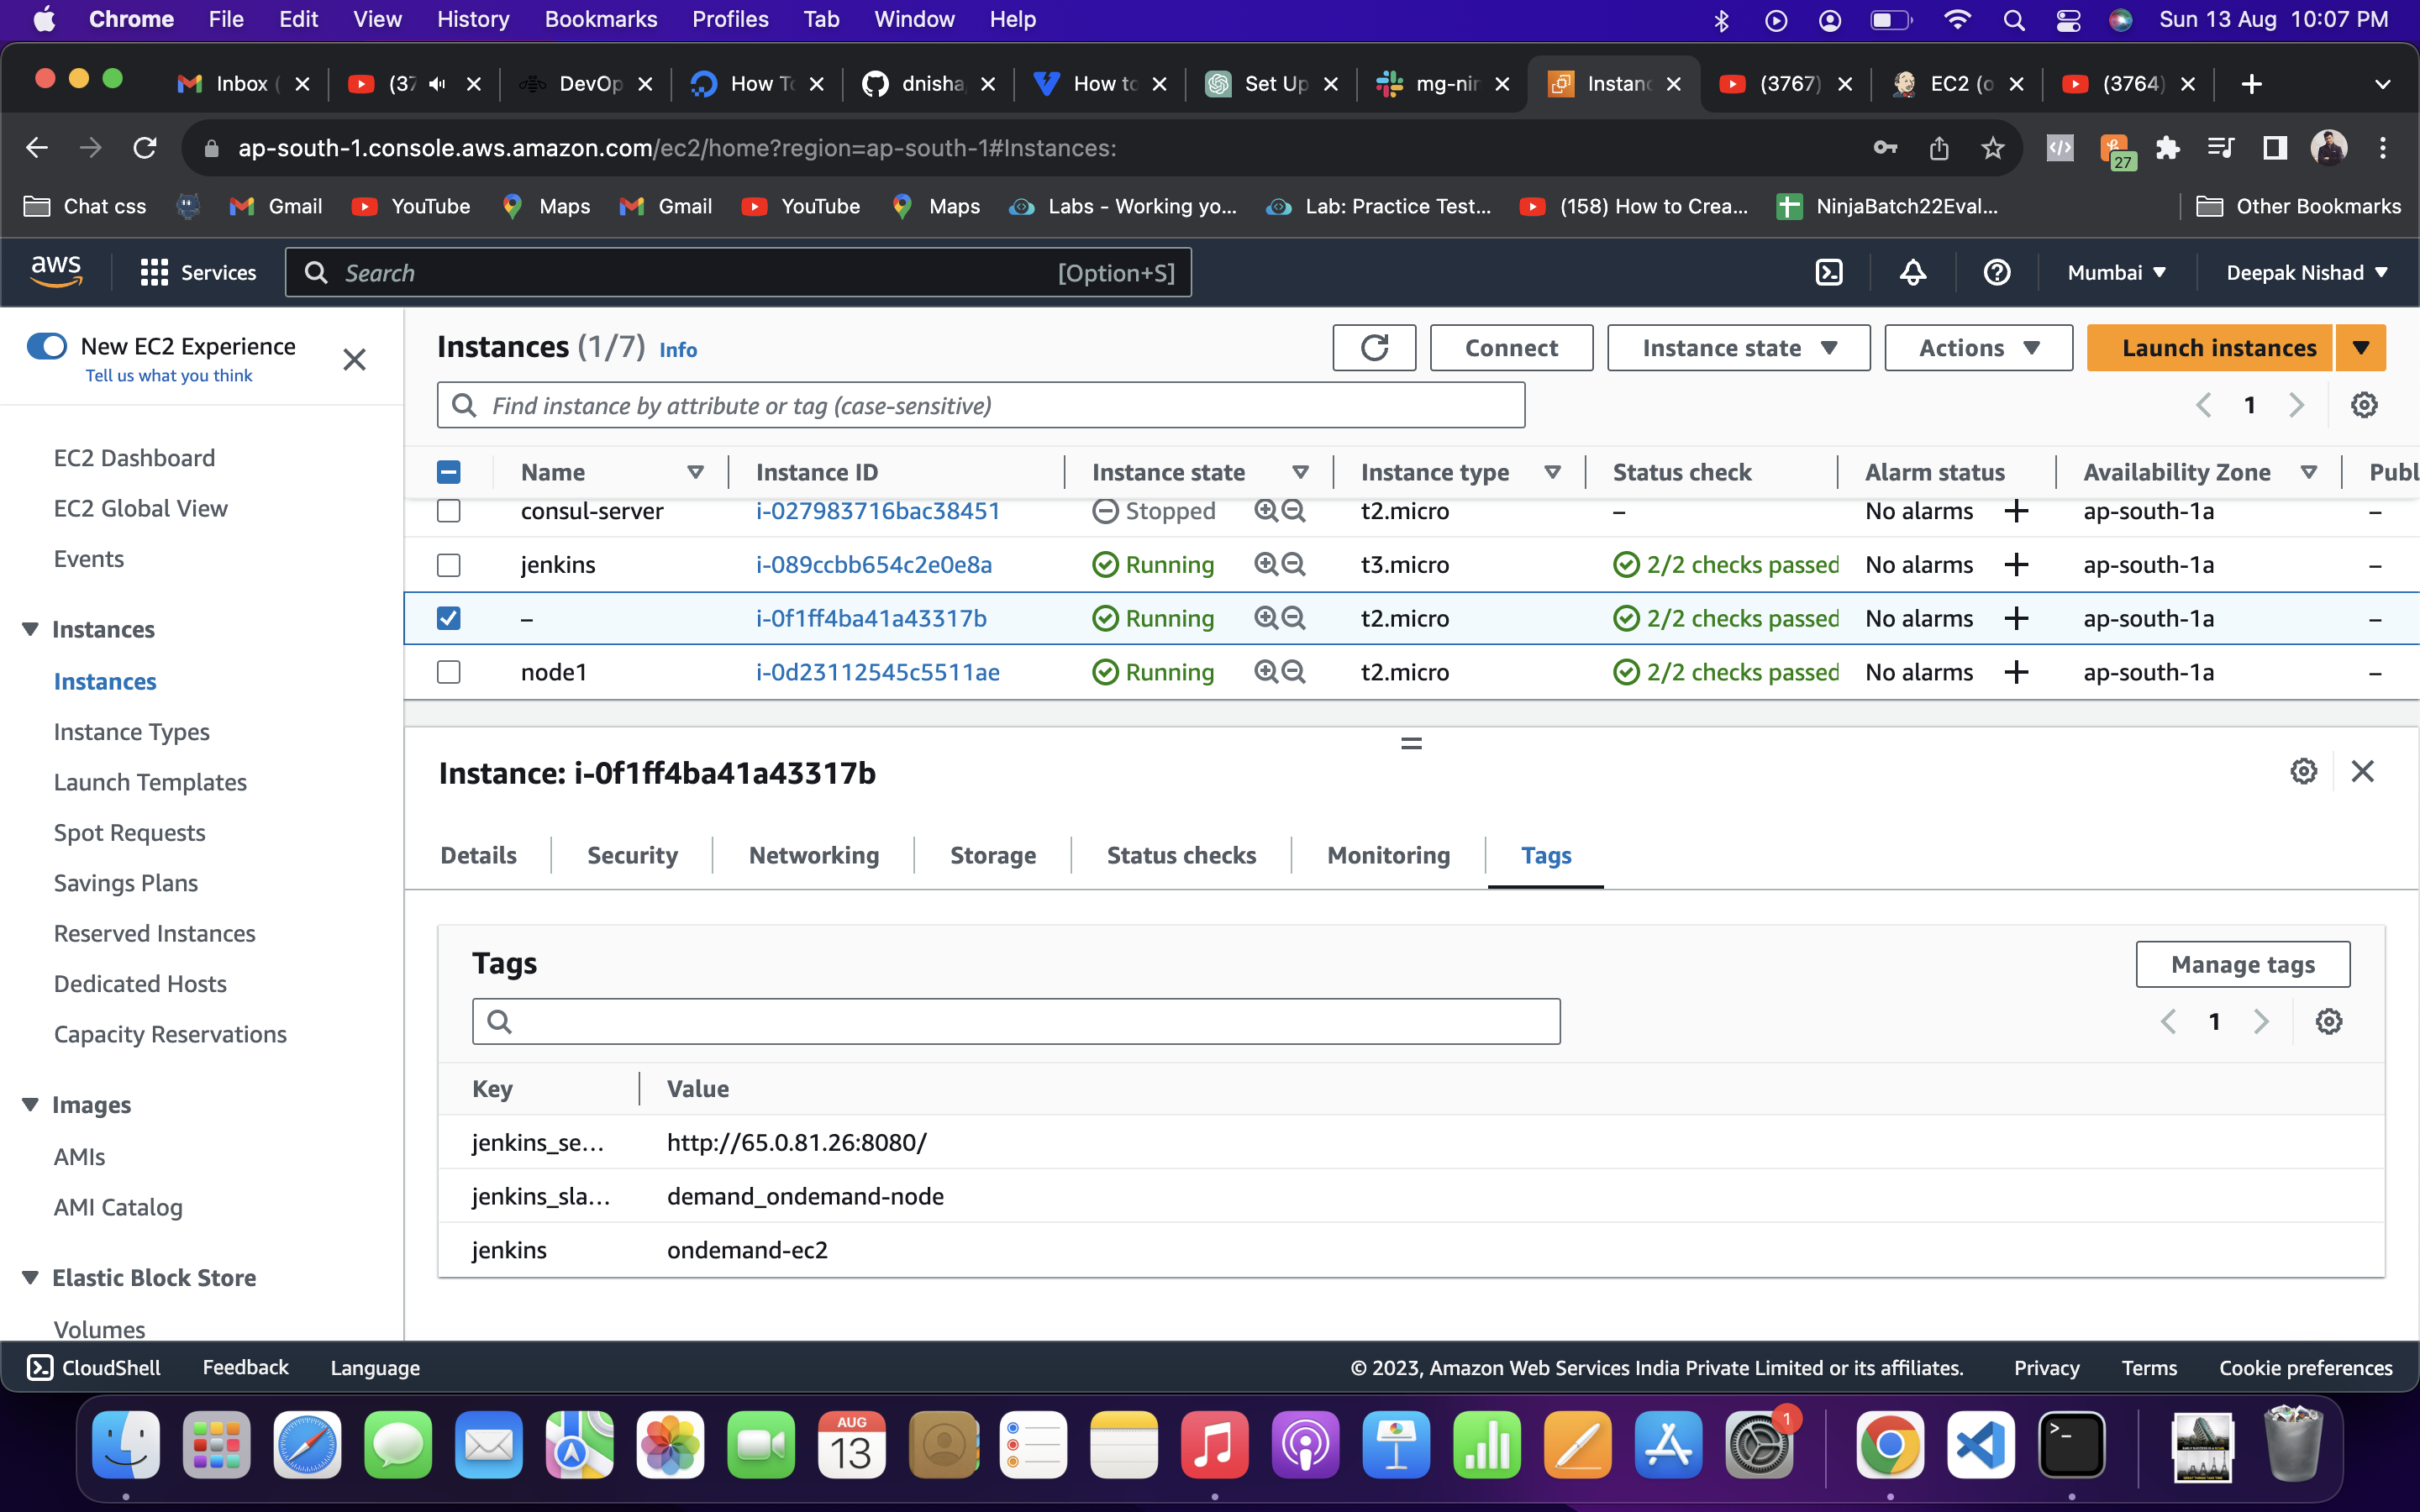 Chrome File Edit View History Bookmarks Profiles Tab Window Help Sun 13 Aug 10:07 PM
Inbox ( (37 DevOp How To dnisha How to Set Up mg-nin Instanc (3767) EC2 (o (3764)
ap-south-1.console.aws.amazon.com/ec2/home?region=ap-south-1#Instances: 27
Chat css Gmail YouTube Maps Gmail YouTube Maps Labs - Working yo... Lab: Practice Test... (158) How to Crea... NinjaBatch22Eval... Other Bookmarks
aws Services Search [Option+S] Mumbai Deepak Nishad
New EC2 Experience
Tell us what you think
EC2 Dashboard
EC2 Global View
Events
Instances
Instances
Instance Types
Launch Templates
Spot Requests
Savings Plans
Reserved Instances
Dedicated Hosts
Capacity Reservations
Images
AMIs
AMI Catalog
Elastic Block Store
Volumes
Instances (1/7) Info Connect Instance state Actions Launch instances
Find instance by attribute or tag (case-sensitive) 1
Name Instance ID Instance state Instance type Status check Alarm status Availability Zone Publ
consul-server i-027983716bac38451 Stopped t2.micro – No alarms + ap-south-1a –
jenkins i-089ccbb654c2e0e8a Running t3.micro 2/2 checks passed No alarms + ap-south-1a –
– i-0f1ff4ba41a43317b Running t2.micro 2/2 checks passed No alarms + ap-south-1a –
node1 i-0d23112545c5511ae Running t2.micro 2/2 checks passed No alarms + ap-south-1a –
Instance: i-0f1ff4ba41a43317b
Details Security Networking Storage Status checks Monitoring Tags
Tags Manage tags
1
Key Value
jenkins_se... http://65.0.81.26:8080/
jenkins_sla... demand_ondemand-node
jenkins ondemand-ec2
CloudShell Feedback Language © 2023, Amazon Web Services India Private Limited or its affiliates. Privacy Terms Cookie preferences
AUG
13
1